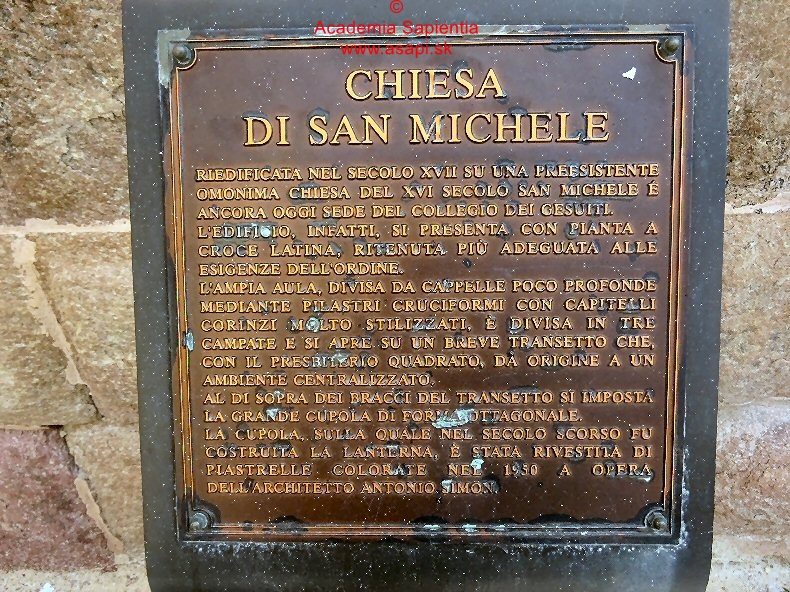 ©
Academia Sapientia
www.asapi.sk
CHIESA
DI SAN MICHELE
RIEDIFICATA NEL SECOLO XVII SU UNA PREESISTENTE
OMONIMA CHIESA DEL XVI SECOLO SAN MICHELE É
ANCORA OGGI SEDE DEL COLLEGIO DEI GESUITI.
L'EDIFICIO, INFATTI, SI PRESENTA CON PIANTA A
CROCE LATINA, RITENUTA PIÙ ADEGUATA ALLE
ESIGENZE DELL'ORDINE.
L'AMPIA AULA, DIVISA DA CAPPELLE POCO PROFONDE
MEDIANTE PILASTRI CRUCIFORMI CON CAPITELLI
CORINZI MOLTO STILIZZATI, È DIVISA IN TRE
CAMPATE E SI APRE SU UN BREVE TRANSETTO CHE,
CON IL PRESBITERIO QUADRATO, DA ORIGINE A UN
AMBIENTE CENTRALIZZATO.
AL DI SOPRA DEI BRACCI DEL TRANSETTO SI IMPOSTA
LA GRANDE CUPOLA DI FORMA OTTAGONALE.
LA CUPOLA, SULLA QUALE NEL SECOLO SCORSO FU
COSTRUITA LA LANTERNA, È STATA RIVESTITA DI
PIASTRELLE COLORATE NEL 1950 A OPERA
DELL'ARCHITETTO ANTONIO SIMON.